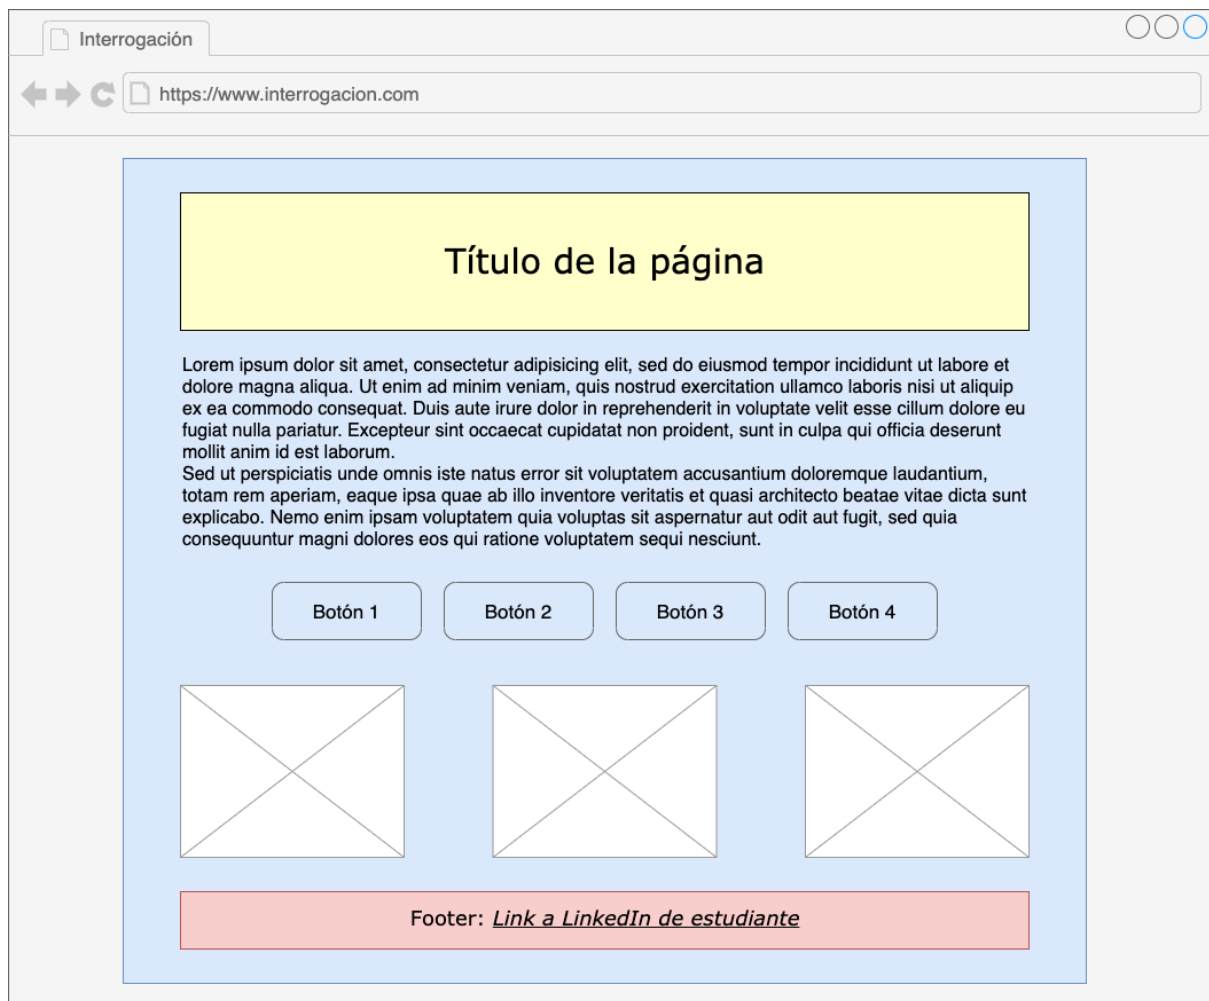 Interrogación
https://www.interrogacion.com
Título de la página
Lorem ipsum dolor sit amet, consectetur adipisicing elit, sed do eiusmod tempor incididunt ut labore et
dolore magna aliqua. Ut enim ad minim veniam, quis nostrud exercitation ullamco laboris nisi ut aliquip
ex ea commodo consequat. Duis aute irure dolor in reprehenderit in voluptate velit esse cillum dolore eu
fugiat nulla pariatur. Excepteur sint occaecat cupidatat non proident, sunt in culpa qui officia deserunt
mollit anim id est laborum.
Sed ut perspiciatis unde omnis iste natus error sit voluptatem accusantium doloremque laudantium,
totam rem aperiam, eaque ipsa quae ab illo inventore veritatis et quasi architecto beatae vitae dicta sunt
explicabo. Nemo enim ipsam voluptatem quia voluptas sit aspernatur aut odit aut fugit, sed quia
consequuntur magni dolores eos qui ratione voluptatem sequi nesciunt.
Botón 1 Botón 2 Botón 3 Botón 4
Footer: Link a LinkedIn de estudiante